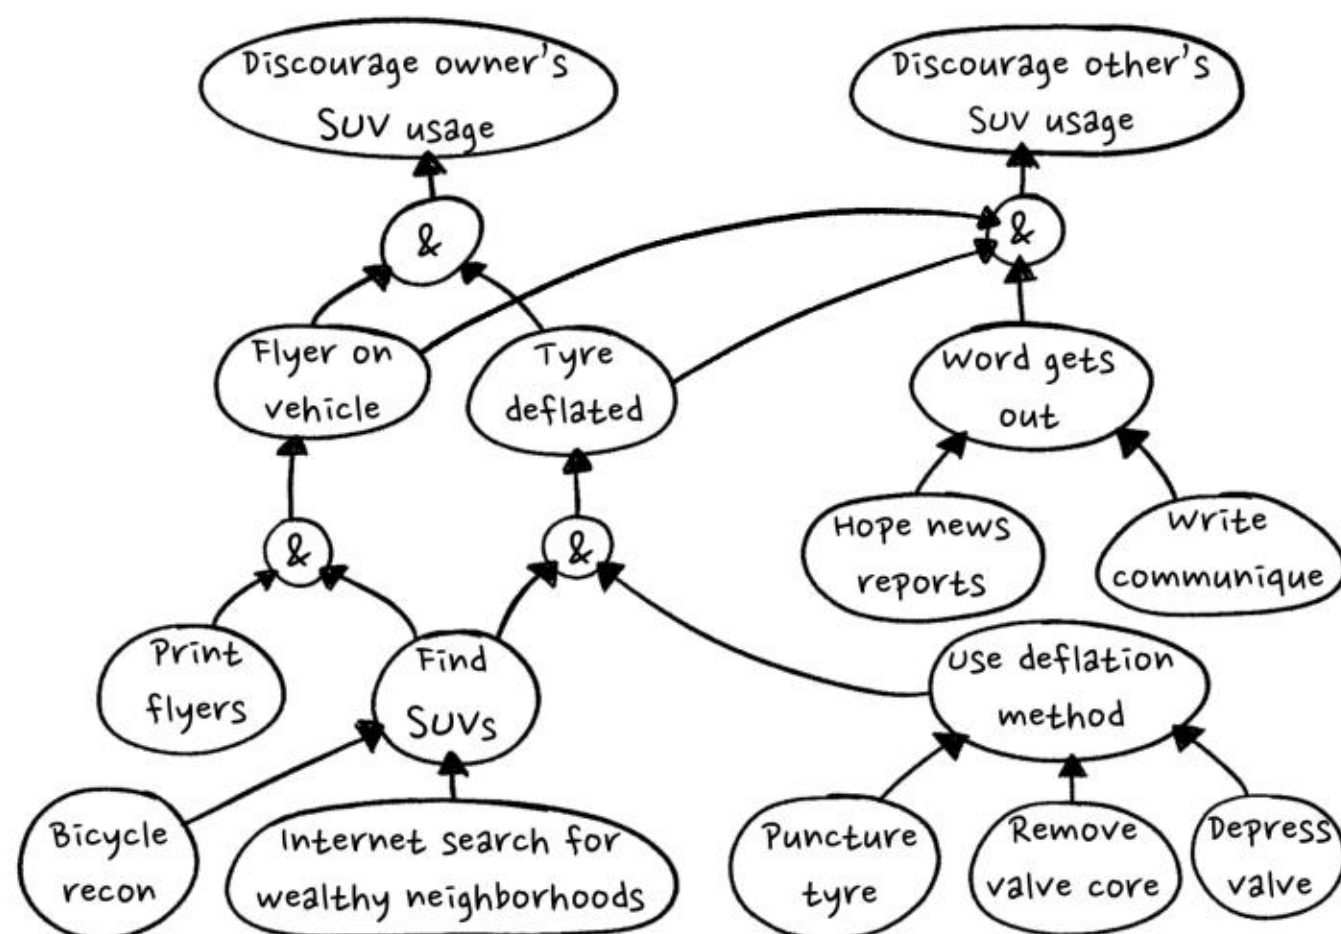 Discourage owner's
SUV usage
Discourage other's
SUV usage
&
&
Flyer on
vehicle
Tyre
deflated
Word gets
out
&
&
Hope news
reports
Write
communique
Print
flyers
Find
SUVs
Use deflation
method
Bicycle
recon
Internet search for
wealthy neighborhoods
Puncture
tyre
Remove
valve core
Depress
valve